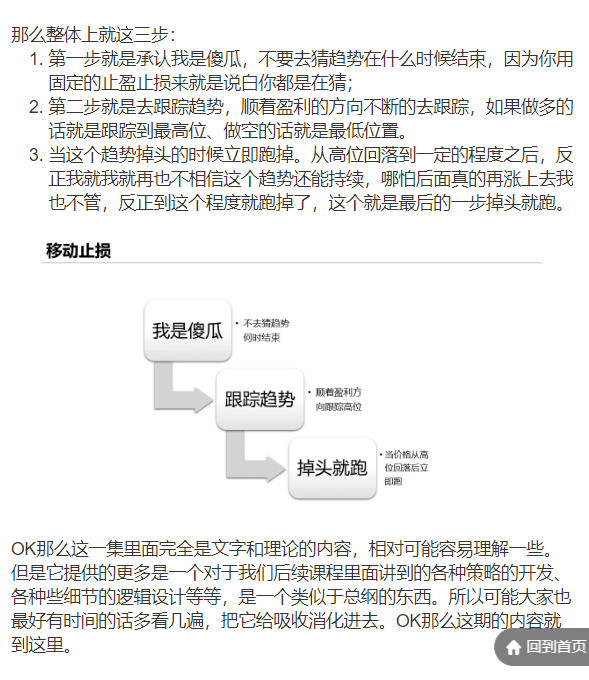 那么整体上就这三步：
1. 第一步就是承认我是傻瓜，不要去猜趋势在什么时候结束，因为你用
固定的止盈止损来就是说白你都是在猜；
2. 第二步就是去跟踪趋势，顺着盈利的方向不断的去跟踪，如果做多的
话就是跟踪到最高位、做空的话就是最低位置。
3. 当这个趋势掉头的时候立即跑掉。从高位回落到一定的程度之后，反
正我就我就再也不相信这个趋势还能持续，哪怕后面真的再涨上去我
也不管，反正到这个程度就跑掉了，这个就是最后的一步掉头就跑。
移动止损
我是傻瓜
• 不去猜趋势
何时结束
跟踪趋势
• 顺着盈利方
向跟踪高位
掉头就跑
• 当价格从高
位回落后立
即跑
OK那么这一集里面完全是文字和理论的内容，相对可能容易理解一些。
但是它提供的更多是一个对于我们后续课程里面讲到的各种策略的开发、
各种些细节的逻辑设计等等，是一个类似于总纲的东西。所以可能大家也
最好有时间的话多看几遍，把它给吸收消化进去。OK那么这期的内容就
到这里。
回到首页